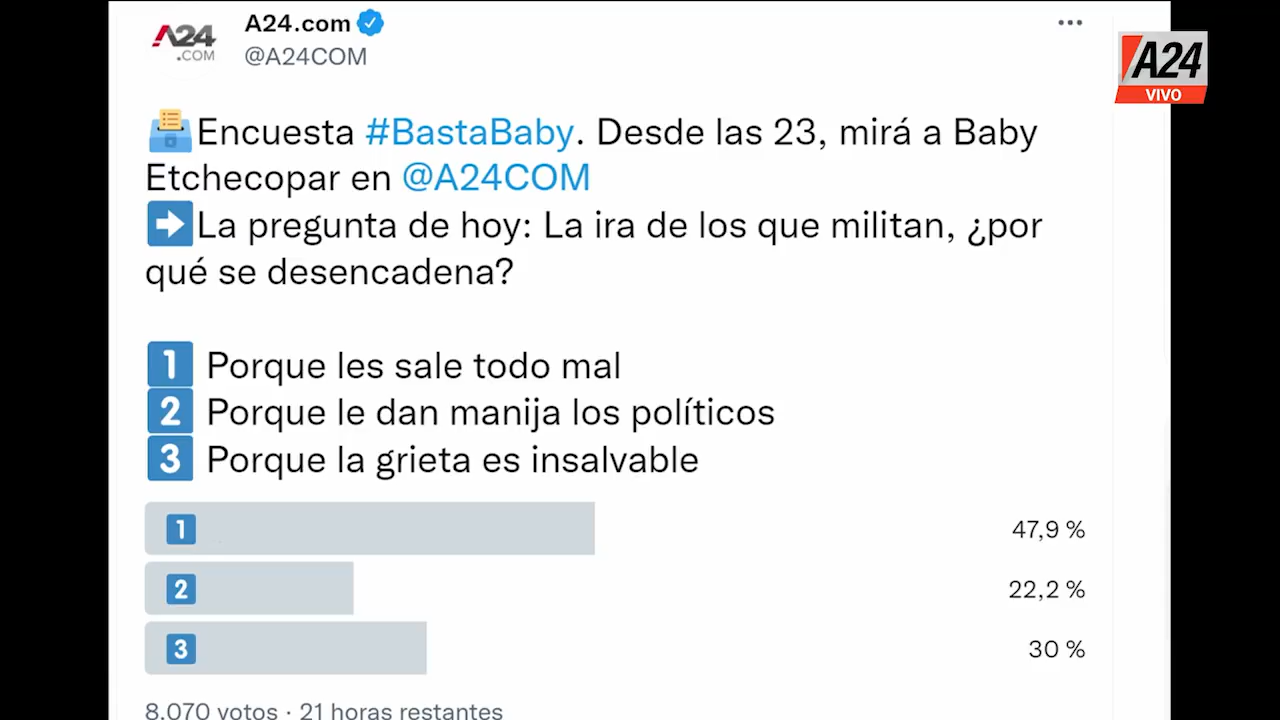 A24.com
@A24COM
A24
.COM
A24
VIVO
Encuesta #BastaBaby. Desde las 23, mirá a Baby
Etchecopar en @A24COM
La pregunta de hoy: La ira de los que militan, ¿por
qué se desencadena?
1 Porque les sale todo mal
2 Porque le dan manija los políticos
3 Porque la grieta es insalvable
1 47,9 %
2 22,2 %
3 30 %
8.070 votos · 21 horas restantes